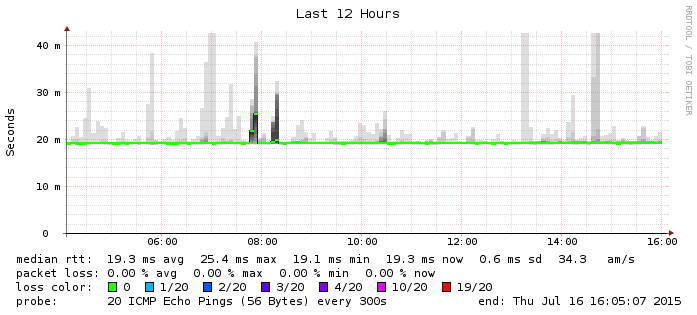 Last 12 Hours
RRDTOOL / TOBI OETIKER
Seconds
40 m
30 m
20 m
10 m
0
06:00 08:00 10:00 12:00 14:00 16:00
median rtt: 19.3 ms avg 25.4 ms max 19.1 ms min 19.3 ms now 0.6 ms sd 34.3 am/s
packet loss: 0.00 % avg 0.00 % max 0.00 % min 0.00 % now
loss color: 0 1/20 2/20 3/20 4/20 10/20 19/20
probe: 20 ICMP Echo Pings (56 Bytes) every 300s end: Thu Jul 16 16:05:07 2015